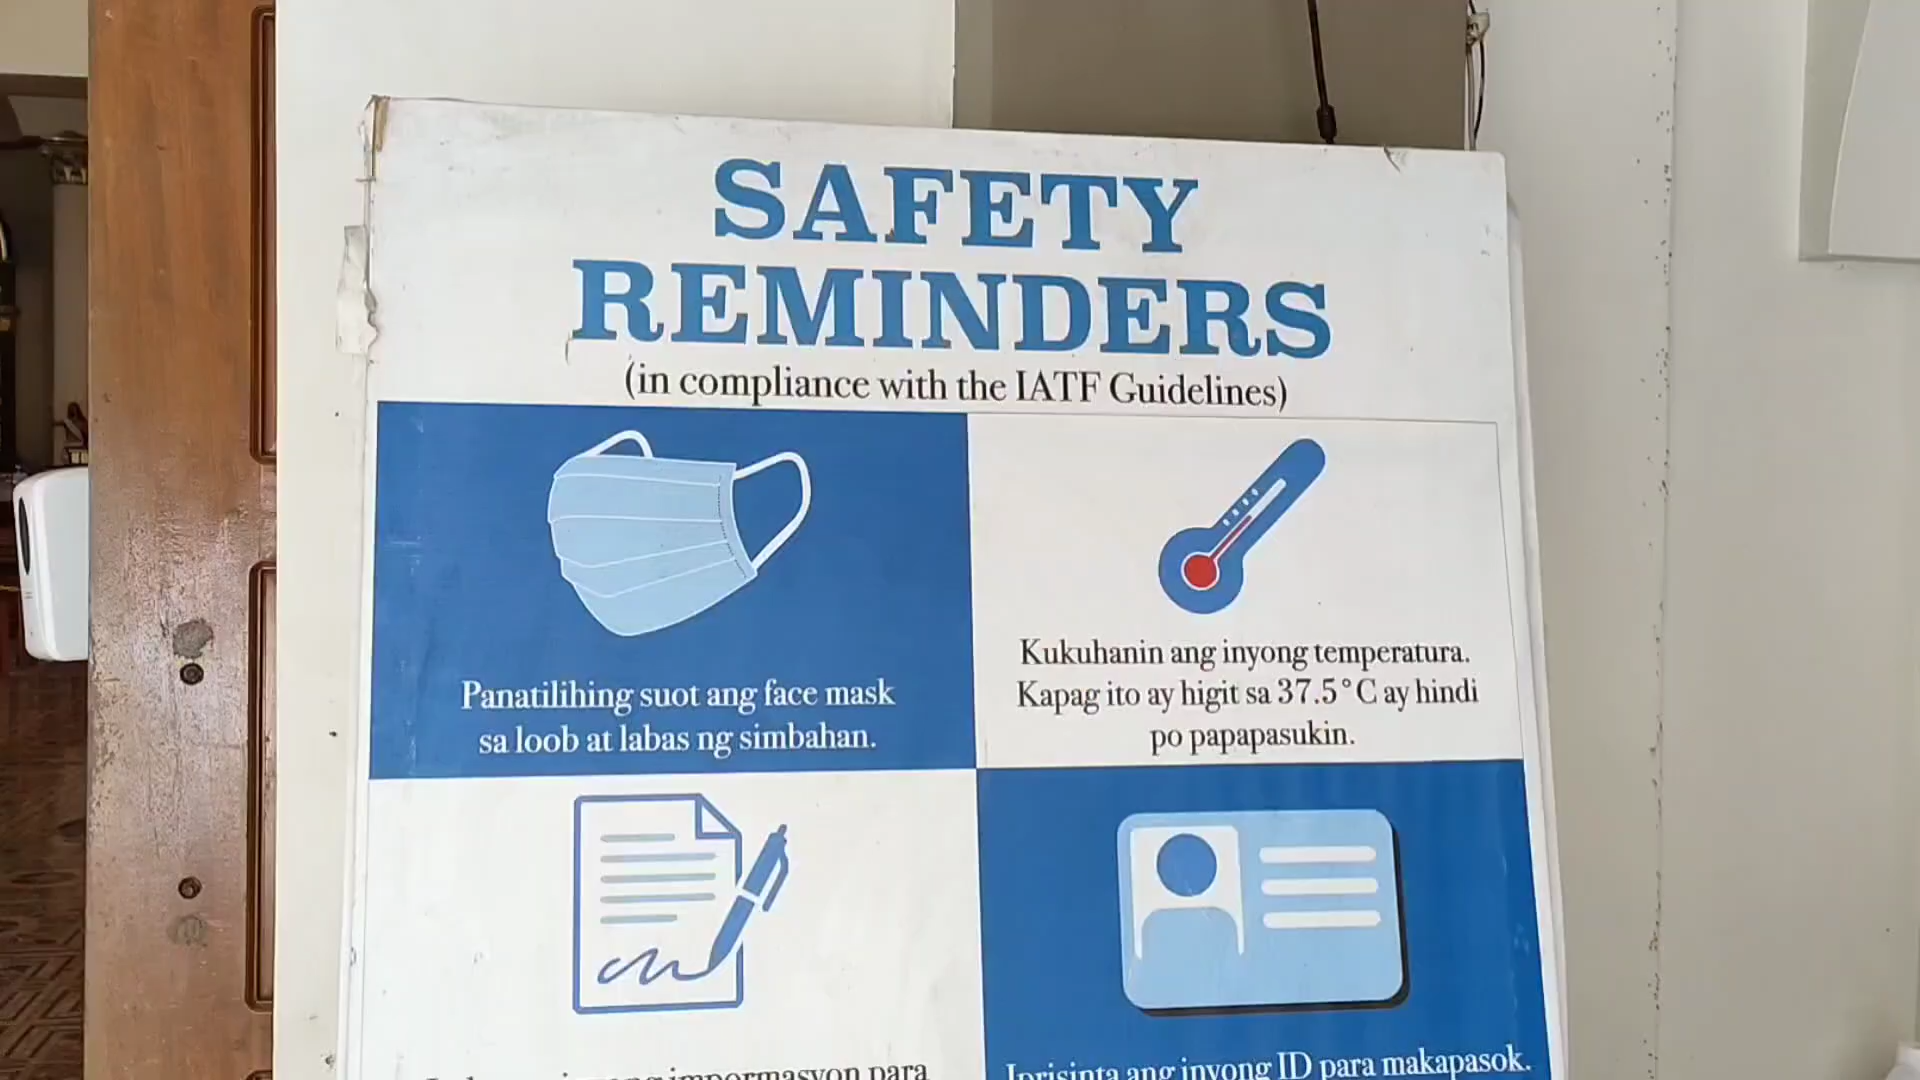 SAFETY
REMINDERS
(in compliance with the IATF Guidelines)
Panatilihing suot ang face mask
sa loob at labas ng simbahan.
Kukuhanin ang inyong temperatura.
Kapag ito ay higit sa 37.5°C ay hindi
po papapasukin.
impormasyon para
Iprisinta ang inyong ID para makapasok.